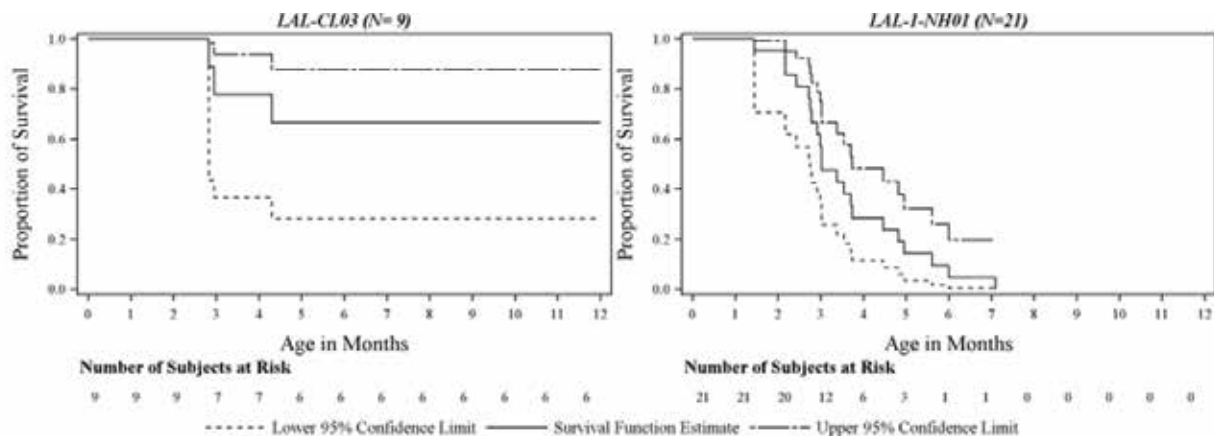 LAL-CL03 (N= 9)
Proportion of Survival
1.0
0.8
0.6
0.4
0.2
0.0
0 1 2 3 4 5 6 7 8 9 10 11 12
Age in Months
Number of Subjects at Risk
9 9 9 7 7 6 6 6 6 6 6 6
LAL-1-NH01 (N=21)
Proportion of Survival
1.0
0.8
0.6
0.4
0.2
0.0
0 1 2 3 4 5 6 7 8 9 10 11 12
Age in Months
Number of Subjects at Risk
21 21 20 12 6 3 1 1 0 0 0 0
Lower 95% Confidence Limit Survival Function Estimate Upper 95% Confidence Limit